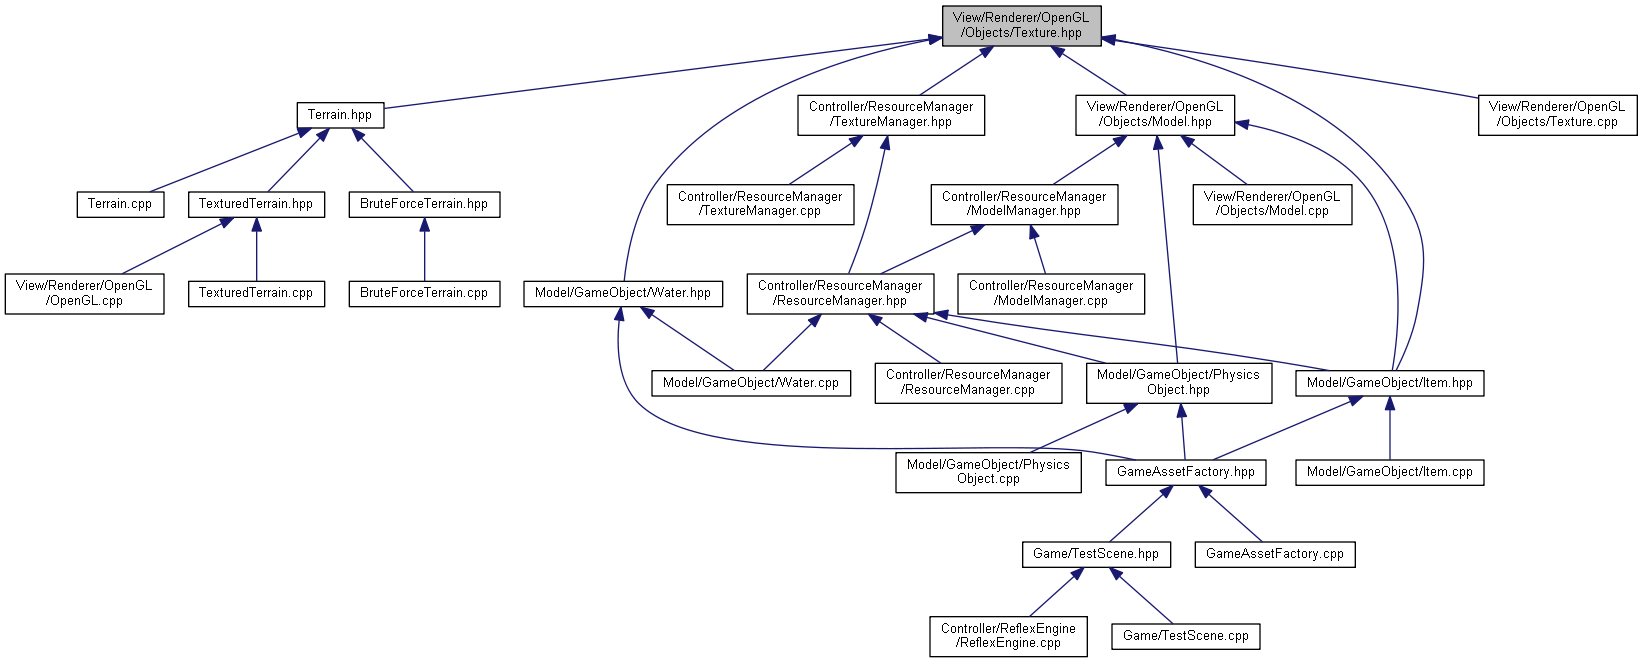 View/Renderer/OpenGL
/Objects/Texture.hpp
Terrain.hpp
Controller/ResourceManager
/TextureManager.hpp
View/Renderer/OpenGL
/Objects/Model.hpp
View/Renderer/OpenGL
/Objects/Texture.cpp
Terrain.cpp
TexturedTerrain.hpp
BruteForceTerrain.hpp
Controller/ResourceManager
/TextureManager.cpp
Controller/ResourceManager
/ModelManager.hpp
View/Renderer/OpenGL
/Objects/Model.cpp
View/Renderer/OpenGL
/OpenGL.cpp
TexturedTerrain.cpp
BruteForceTerrain.cpp
Model/GameObject/Water.hpp
Controller/ResourceManager
/ResourceManager.hpp
Controller/ResourceManager
/ModelManager.cpp
Model/GameObject/Water.cpp
Controller/ResourceManager
/ResourceManager.cpp
Model/GameObject/Physics
Object.hpp
Model/GameObject/Item.hpp
Model/GameObject/Physics
Object.cpp
GameAssetFactory.hpp
Model/GameObject/Item.cpp
Game/TestScene.hpp
GameAssetFactory.cpp
Controller/ReflexEngine
/ReflexEngine.cpp
Game/TestScene.cpp